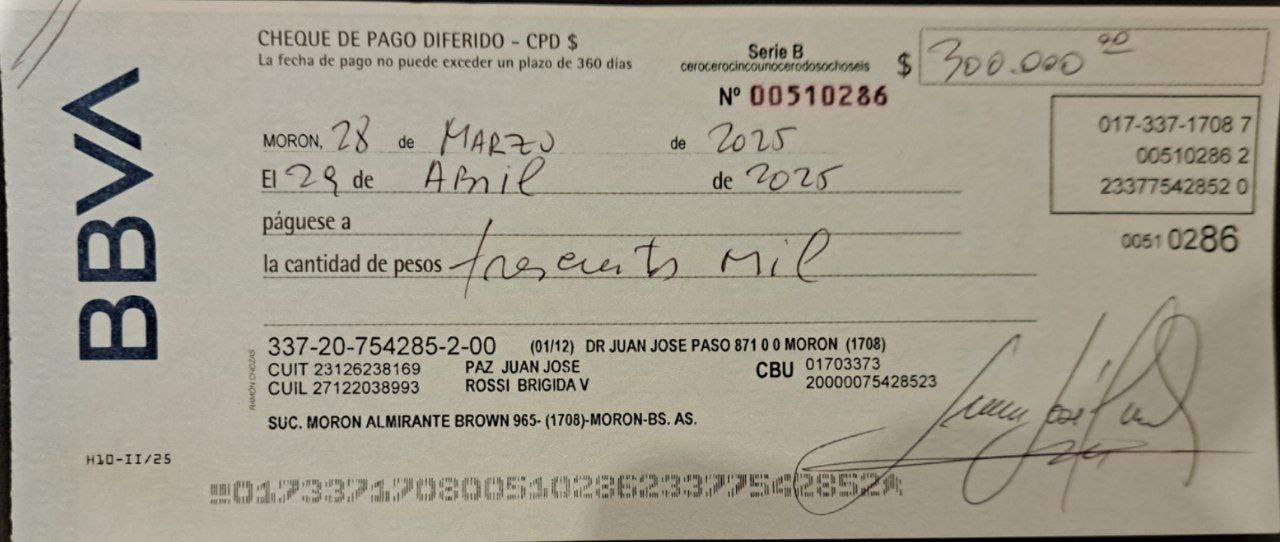 BBVA
CHEQUE DE PAGO DIFERIDO - CPD $
La fecha de pago no puede exceder un plazo de 360 días
Serie B
cerocerocincounocerodosochoseis
Nº 00510286
$ 300.000 00
017-337-1708 7
00510286 2
23377542852 0
0051 0286
MORON, 28 de MARZO de 2025
El 29 de ABril de 2025
páguese a
la cantidad de pesos trescientos mil
337-20-754285-2-00 (01/12) DR JUAN JOSE PASO 871 0 0 MORON (1708)
CUIT 23126238169 PAZ JUAN JOSE
CUIL 27122038993 ROSSI BRIGIDA V
CBU 01703373
20000075428523
RAMÓN CHOZAS
SUC. MORON ALMIRANTE BROWN 965- (1708)-MORON-BS. AS.
H10-II/25
01733717080051028623377542852